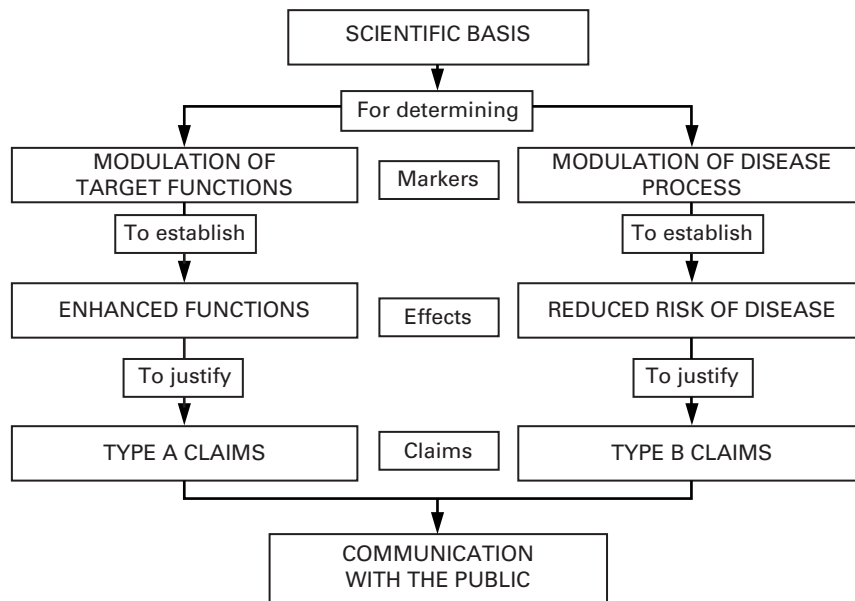 SCIENTIFIC BASIS
For determining
MODULATION OF
TARGET FUNCTIONS
Markers
MODULATION OF DISEASE
PROCESS
To establish
To establish
ENHANCED FUNCTIONS
Effects
REDUCED RISK OF DISEASE
To justify
To justify
TYPE A CLAIMS
Claims
TYPE B CLAIMS
COMMUNICATION
WITH THE PUBLIC